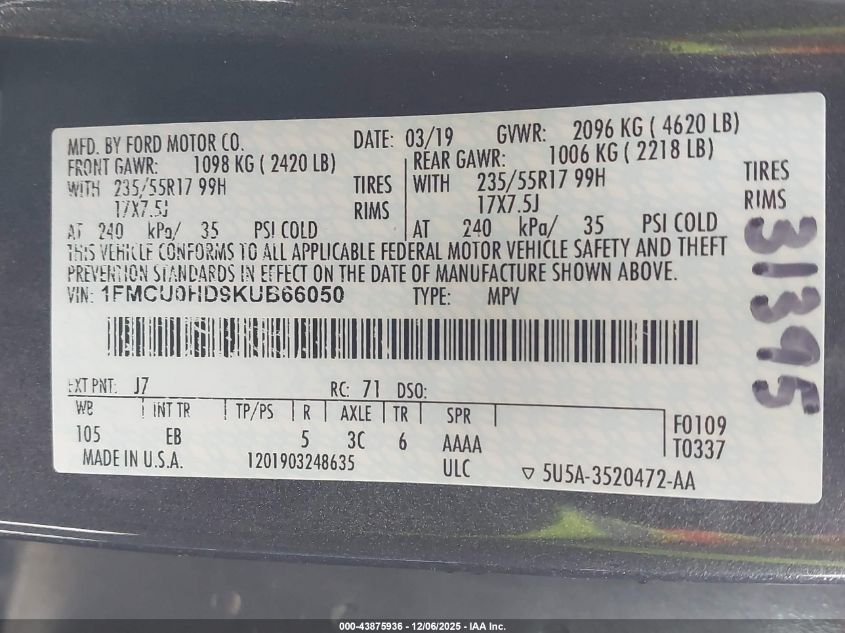 MFD. BY FORD MOTOR CO. DATE: 03/19 GVWR: 2096 KG ( 4620 LB)
FRONT GAWR: 1098 KG ( 2420 LB) REAR GAWR: 1006 KG ( 2218 LB)
WITH 235/55R17 99H TIRES WITH 235/55R17 99H TIRES
17X7.5J RIMS 17X7.5J RIMS
AT 240 kPa/ 35 PSI COLD AT 240 kPa/ 35 PSI COLD
THIS VEHICLE CONFORMS TO ALL APPLICABLE FEDERAL MOTOR VEHICLE SAFETY AND THEFT
PREVENTION STANDARDS IN EFFECT ON THE DATE OF MANUFACTURE SHOWN ABOVE.
VIN: 1FMCU0HD9KUB66050 TYPE: MPV
31395
EXT PNT: J7 RC: 71 DSO:
WB INT TR TP/PS R AXLE TR SPR
105 EB 5 3C 6 AAAA F0109
T0337
MADE IN U.S.A. 1201903248635 ULC ▽ 5U5A-3520472-AA
000-43875936 - 12/06/2025 - IAA Inc.